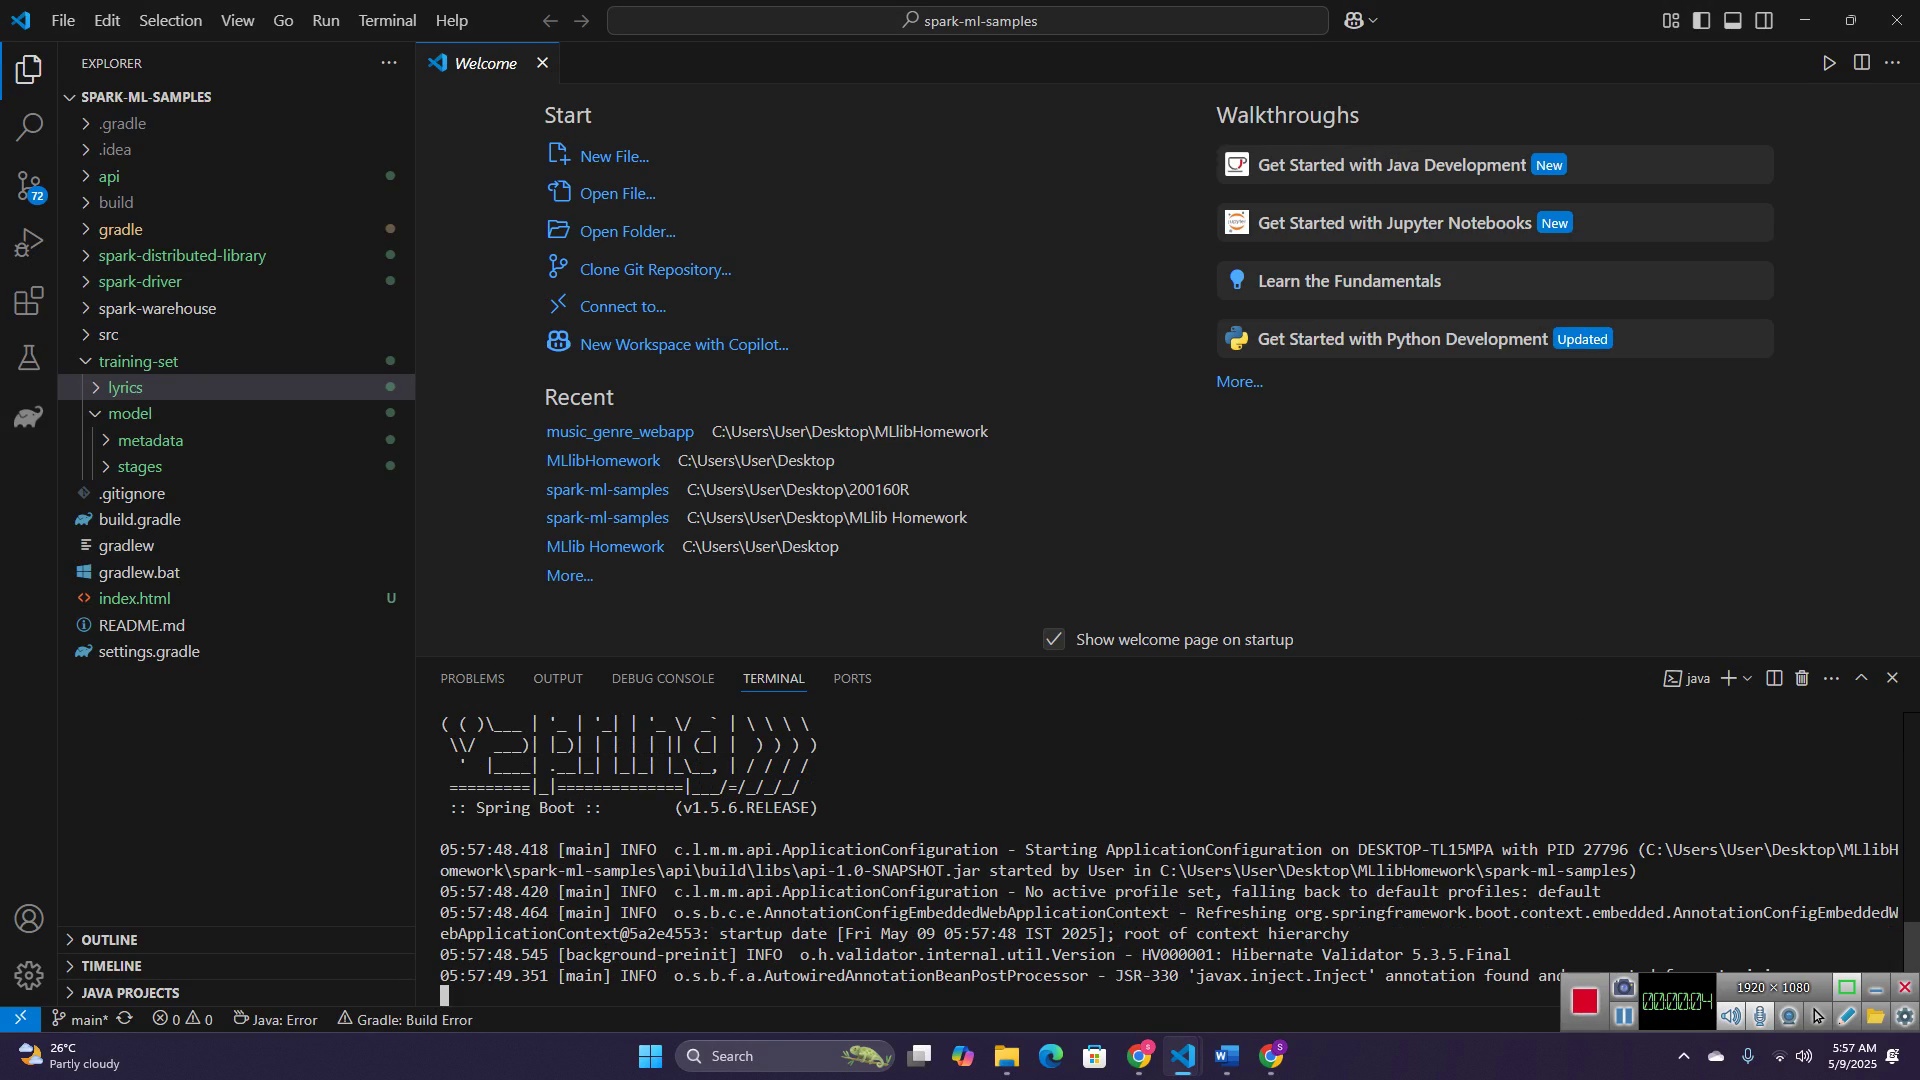 File Edit Selection View Go Run Terminal Help
spark-ml-samples
EXPLORER
SPARK-ML-SAMPLES
.gradle
.idea
api
build
gradle
spark-distributed-library
spark-driver
spark-warehouse
src
training-set
lyrics
model
metadata
stages
.gitignore
build.gradle
gradlew
gradlew.bat
index.html U
README.md
settings.gradle
OUTLINE
TIMELINE
JAVA PROJECTS
72
Welcome
Start
New File...
Open File...
Open Folder...
Clone Git Repository...
Connect to...
New Workspace with Copilot...
Recent
music_genre_webapp C:\Users\User\Desktop\MLlibHomework
MLlibHomework C:\Users\User\Desktop
spark-ml-samples C:\Users\User\Desktop\200160R
spark-ml-samples C:\Users\User\Desktop\MLlib Homework
MLlib Homework C:\Users\User\Desktop
More...
Walkthroughs
Get Started with Java Development New
Get Started with Jupyter Notebooks New
Learn the Fundamentals
Get Started with Python Development Updated
More...
Show welcome page on startup
PROBLEMS OUTPUT DEBUG CONSOLE TERMINAL PORTS
java
( ( )\___ | '_ | '_| | '_ \/ _` | \ \ \ \
\\/  ___)| |_)| | | | | || (_| |  ) ) ) )
'  |____| .__|_| |_|_| |_\__, | / / / /
=========|_|==============|___/=/_/_/_/
:: Spring Boot :: (v1.5.6.RELEASE)
05:57:48.418 [main] INFO  c.l.m.m.api.ApplicationConfiguration - Starting ApplicationConfiguration on DESKTOP-TL15MPA with PID 27796 (C:\Users\User\Desktop\MLlibH
omework\spark-ml-samples\api\build\libs\api-1.0-SNAPSHOT.jar started by User in C:\Users\User\Desktop\MLlibHomework\spark-ml-samples)
05:57:48.420 [main] INFO  c.l.m.m.api.ApplicationConfiguration - No active profile set, falling back to default profiles: default
05:57:48.464 [main] INFO  o.s.b.c.e.AnnotationConfigEmbeddedWebApplicationContext - Refreshing org.springframework.boot.context.embedded.AnnotationConfigEmbeddedW
ebApplicationContext@5a2e4553: startup date [Fri May 09 05:57:48 IST 2025]; root of context hierarchy
05:57:48.545 [background-preinit] INFO  o.h.validator.internal.util.Version - HV000001: Hibernate Validator 5.3.5.Final
05:57:49.351 [main] INFO  o.s.b.f.a.AutowiredAnnotationBeanPostProcessor - JSR-330 'javax.inject.Inject' annotation found and
00:00:04
1920 × 1080
main* 0 0 Java: Error Gradle: Build Error
26°C
Partly cloudy
Search
5:57 AM
5/9/2025